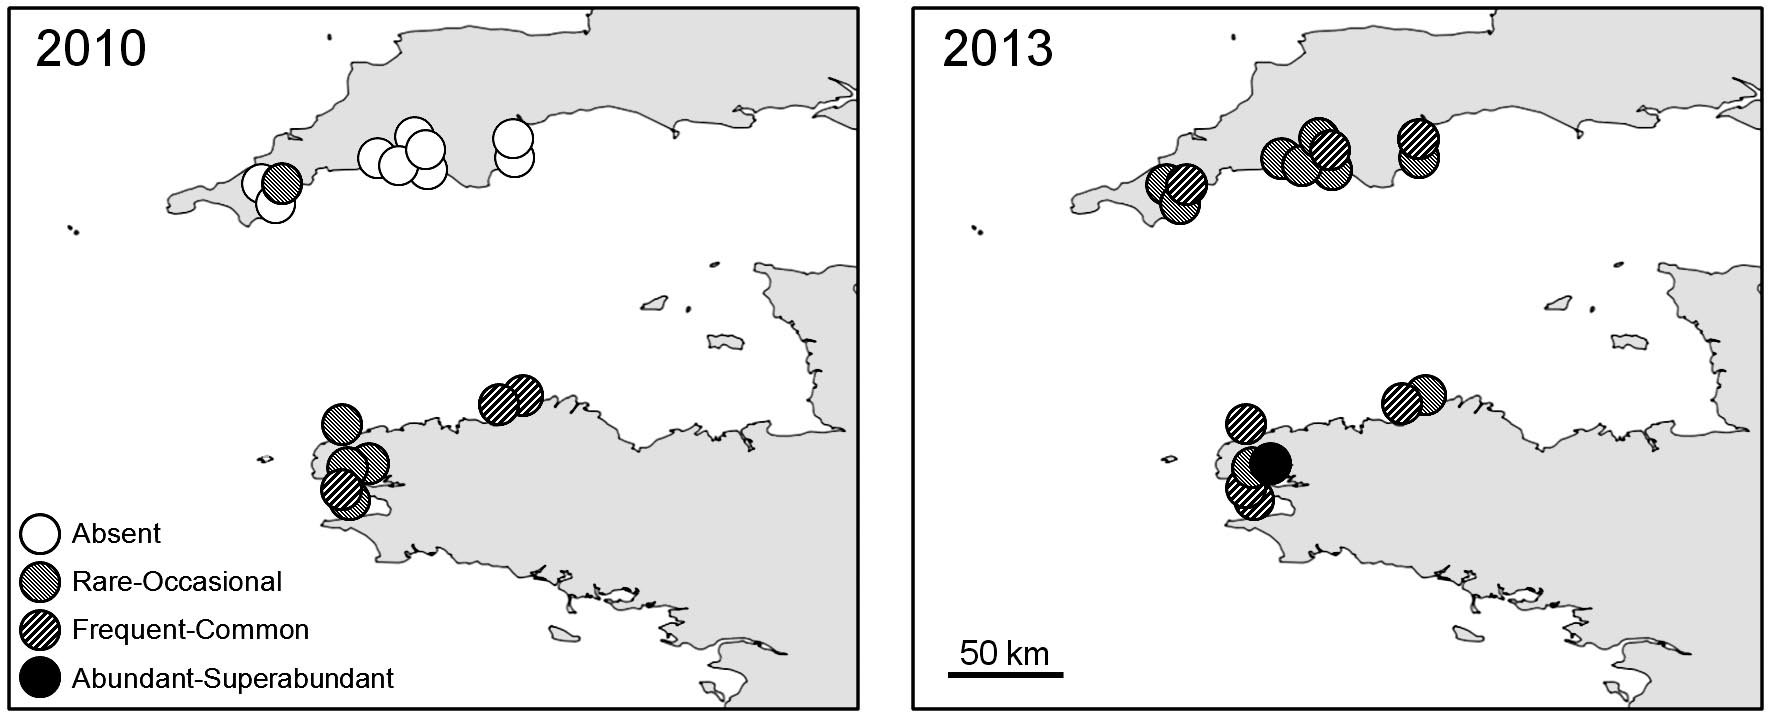 2010
2013
Absent
Rare-Occasional
Frequent-Common
Abundant-Superabundant
50 km